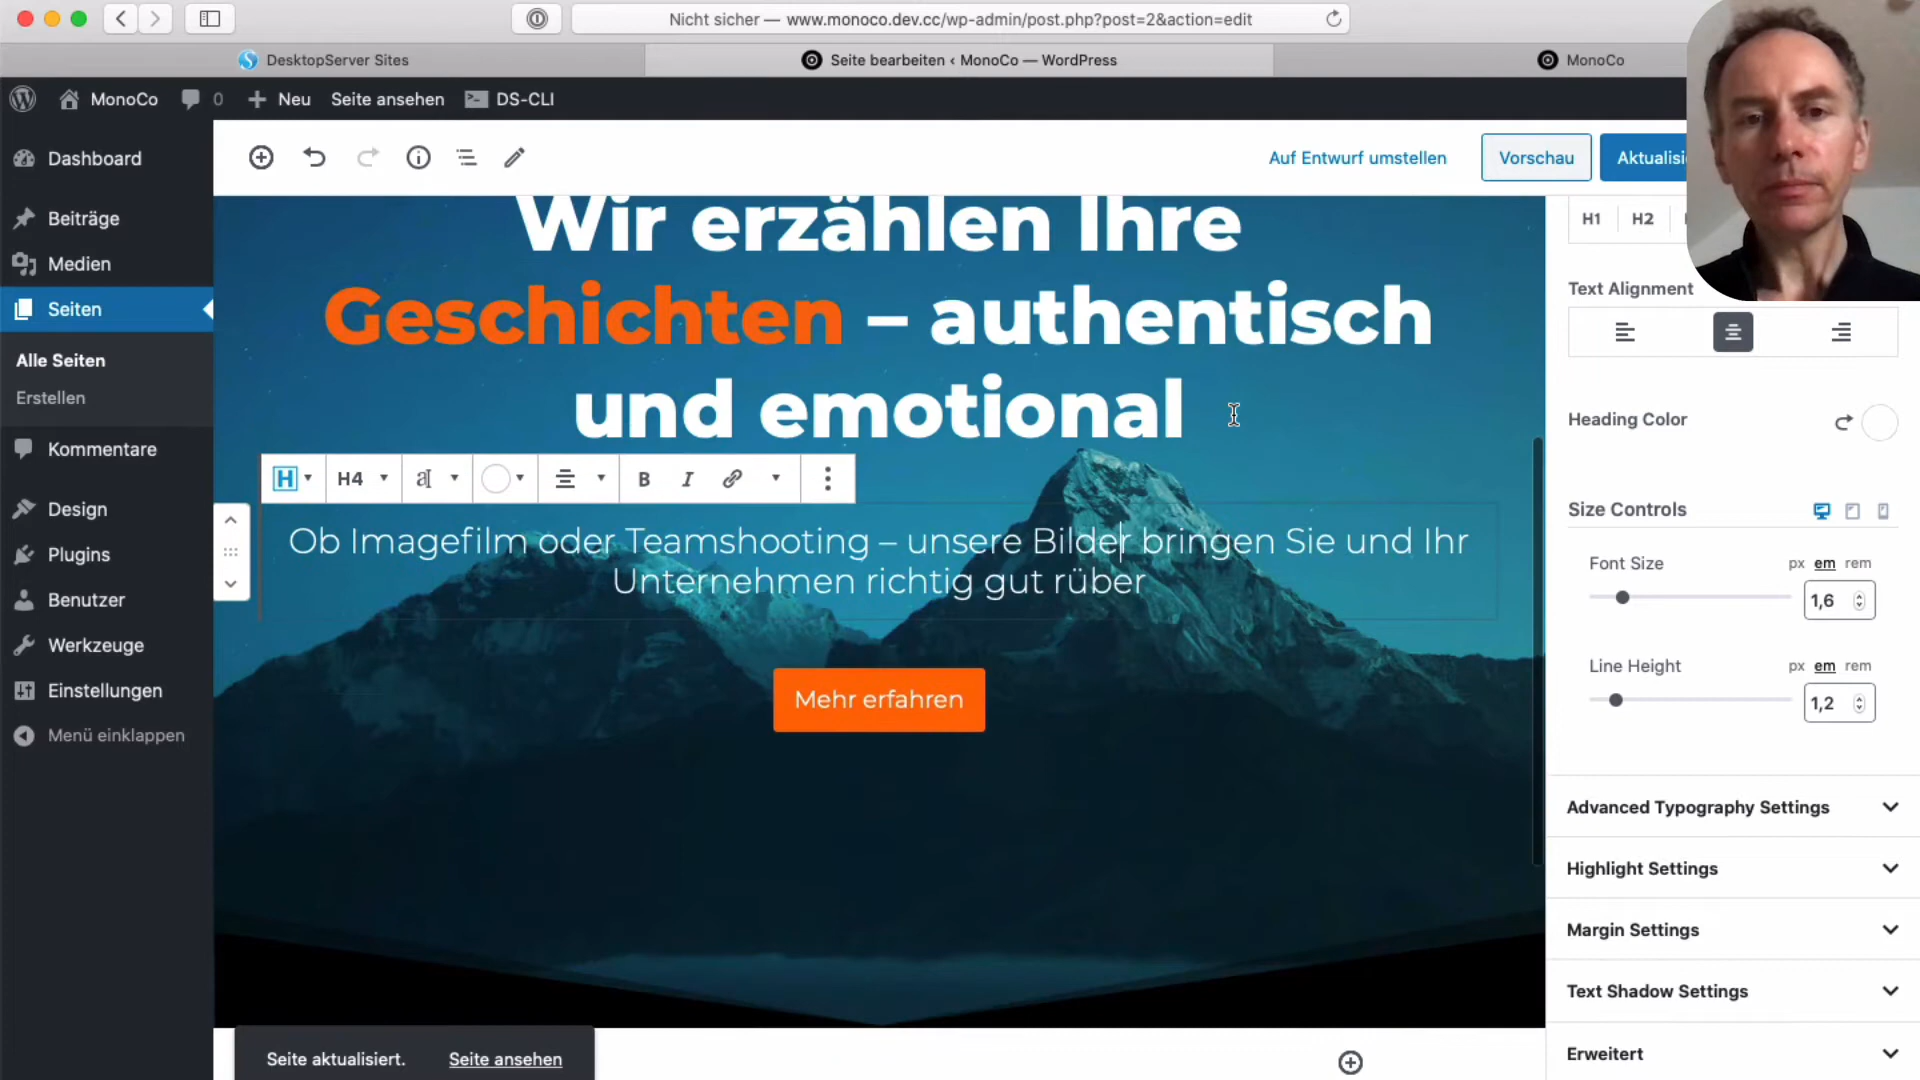 Nicht sicher — www.monoco.dev.cc/wp-admin/post.php?post=2&action=edit
DesktopServer Sites
Seite bearbeiten ‹ MonoCo — WordPress
MonoCo
MonoCo
0
Neu
Seite ansehen
DS-CLI
Dashboard
Beiträge
Medien
Seiten
Alle Seiten
Erstellen
Kommentare
Design
Plugins
Benutzer
Werkzeuge
Einstellungen
Menü einklappen
Auf Entwurf umstellen
Vorschau
Aktualisi
Wir erzählen Ihre
Geschichten – authentisch
und emotional
H
H4
B
I
Ob Imagefilm oder Teamshooting – unsere Bilder bringen Sie und Ihr
Unternehmen richtig gut rüber
Mehr erfahren
Seite aktualisiert.
Seite ansehen
H1
H2
Text Alignment
Heading Color
Size Controls
Font Size
px em rem
1,6
Line Height
px em rem
1,2
Advanced Typography Settings
Highlight Settings
Margin Settings
Text Shadow Settings
Erweitert